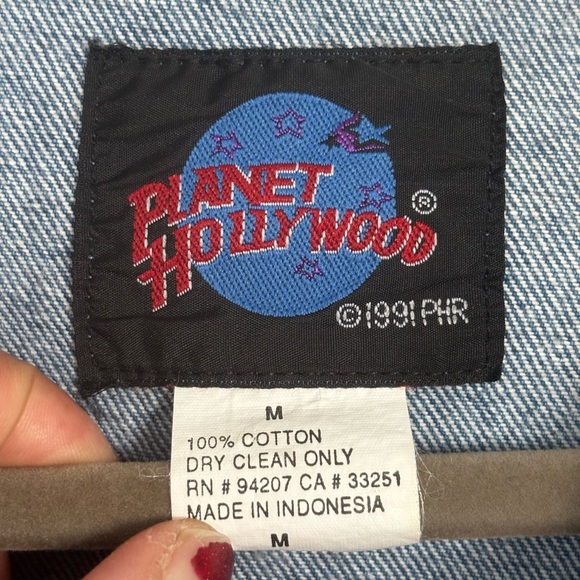 PLANET
HOLLYWOOD ®
©1991 PHR
M
100% COTTON
DRY CLEAN ONLY
RN # 94207 CA # 33251
MADE IN INDONESIA
M